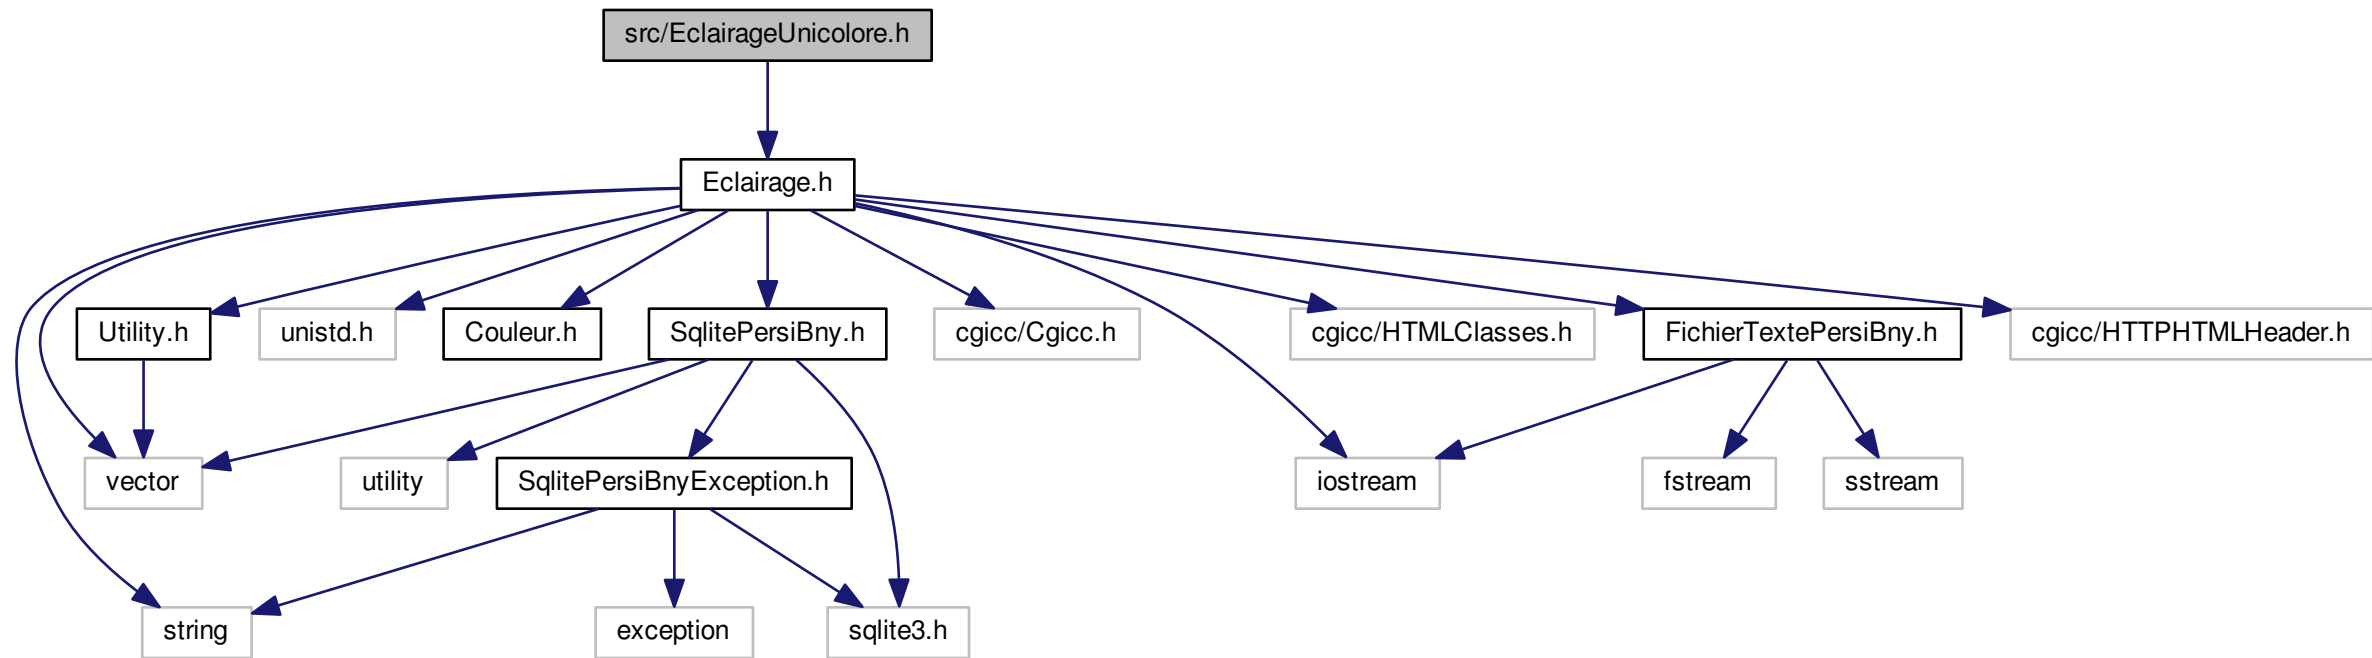 src/EclairageUnicolore.h
Eclairage.h
Utility.h
unistd.h
Couleur.h
SqlitePersiBny.h
cgicc/Cgicc.h
cgicc/HTMLClasses.h
FichierTextePersiBny.h
cgicc/HTTPHTMLHeader.h
vector
utility
SqlitePersiBnyException.h
iostream
fstream
sstream
string
exception
sqlite3.h